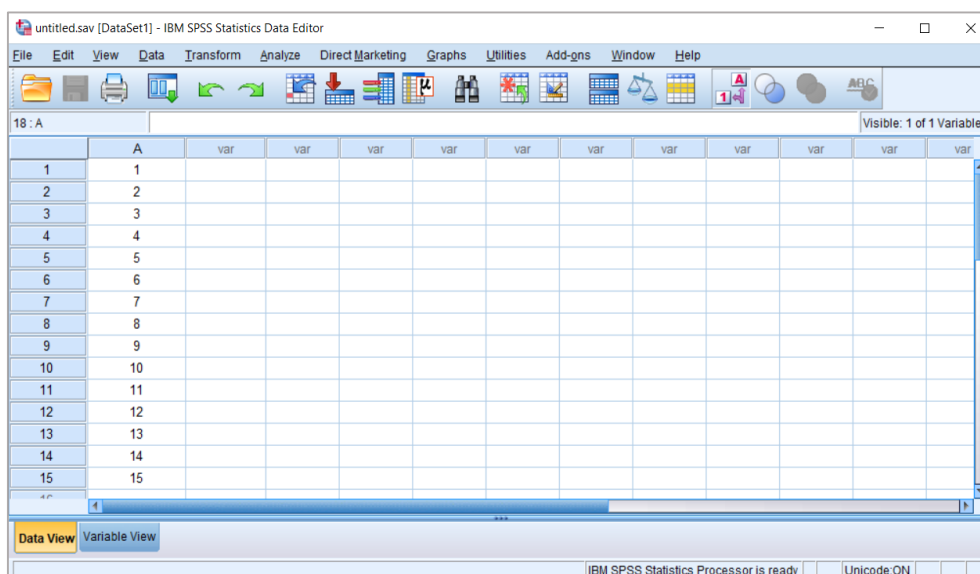 untitled.sav [DataSet1] - IBM SPSS Statistics Data Editor
File Edit View Data Transform Analyze Direct Marketing Graphs Utilities Add-ons Window Help
A
1
μ
ABC
18 : A Visible: 1 of 1 Variable
A var var var var var var var var var var var
1 1
2 2
3 3
4 4
5 5
6 6
7 7
8 8
9 9
10 10
11 11
12 12
13 13
14 14
15 15
Data View Variable View
IBM SPSS Statistics Processor is ready Unicode:ON